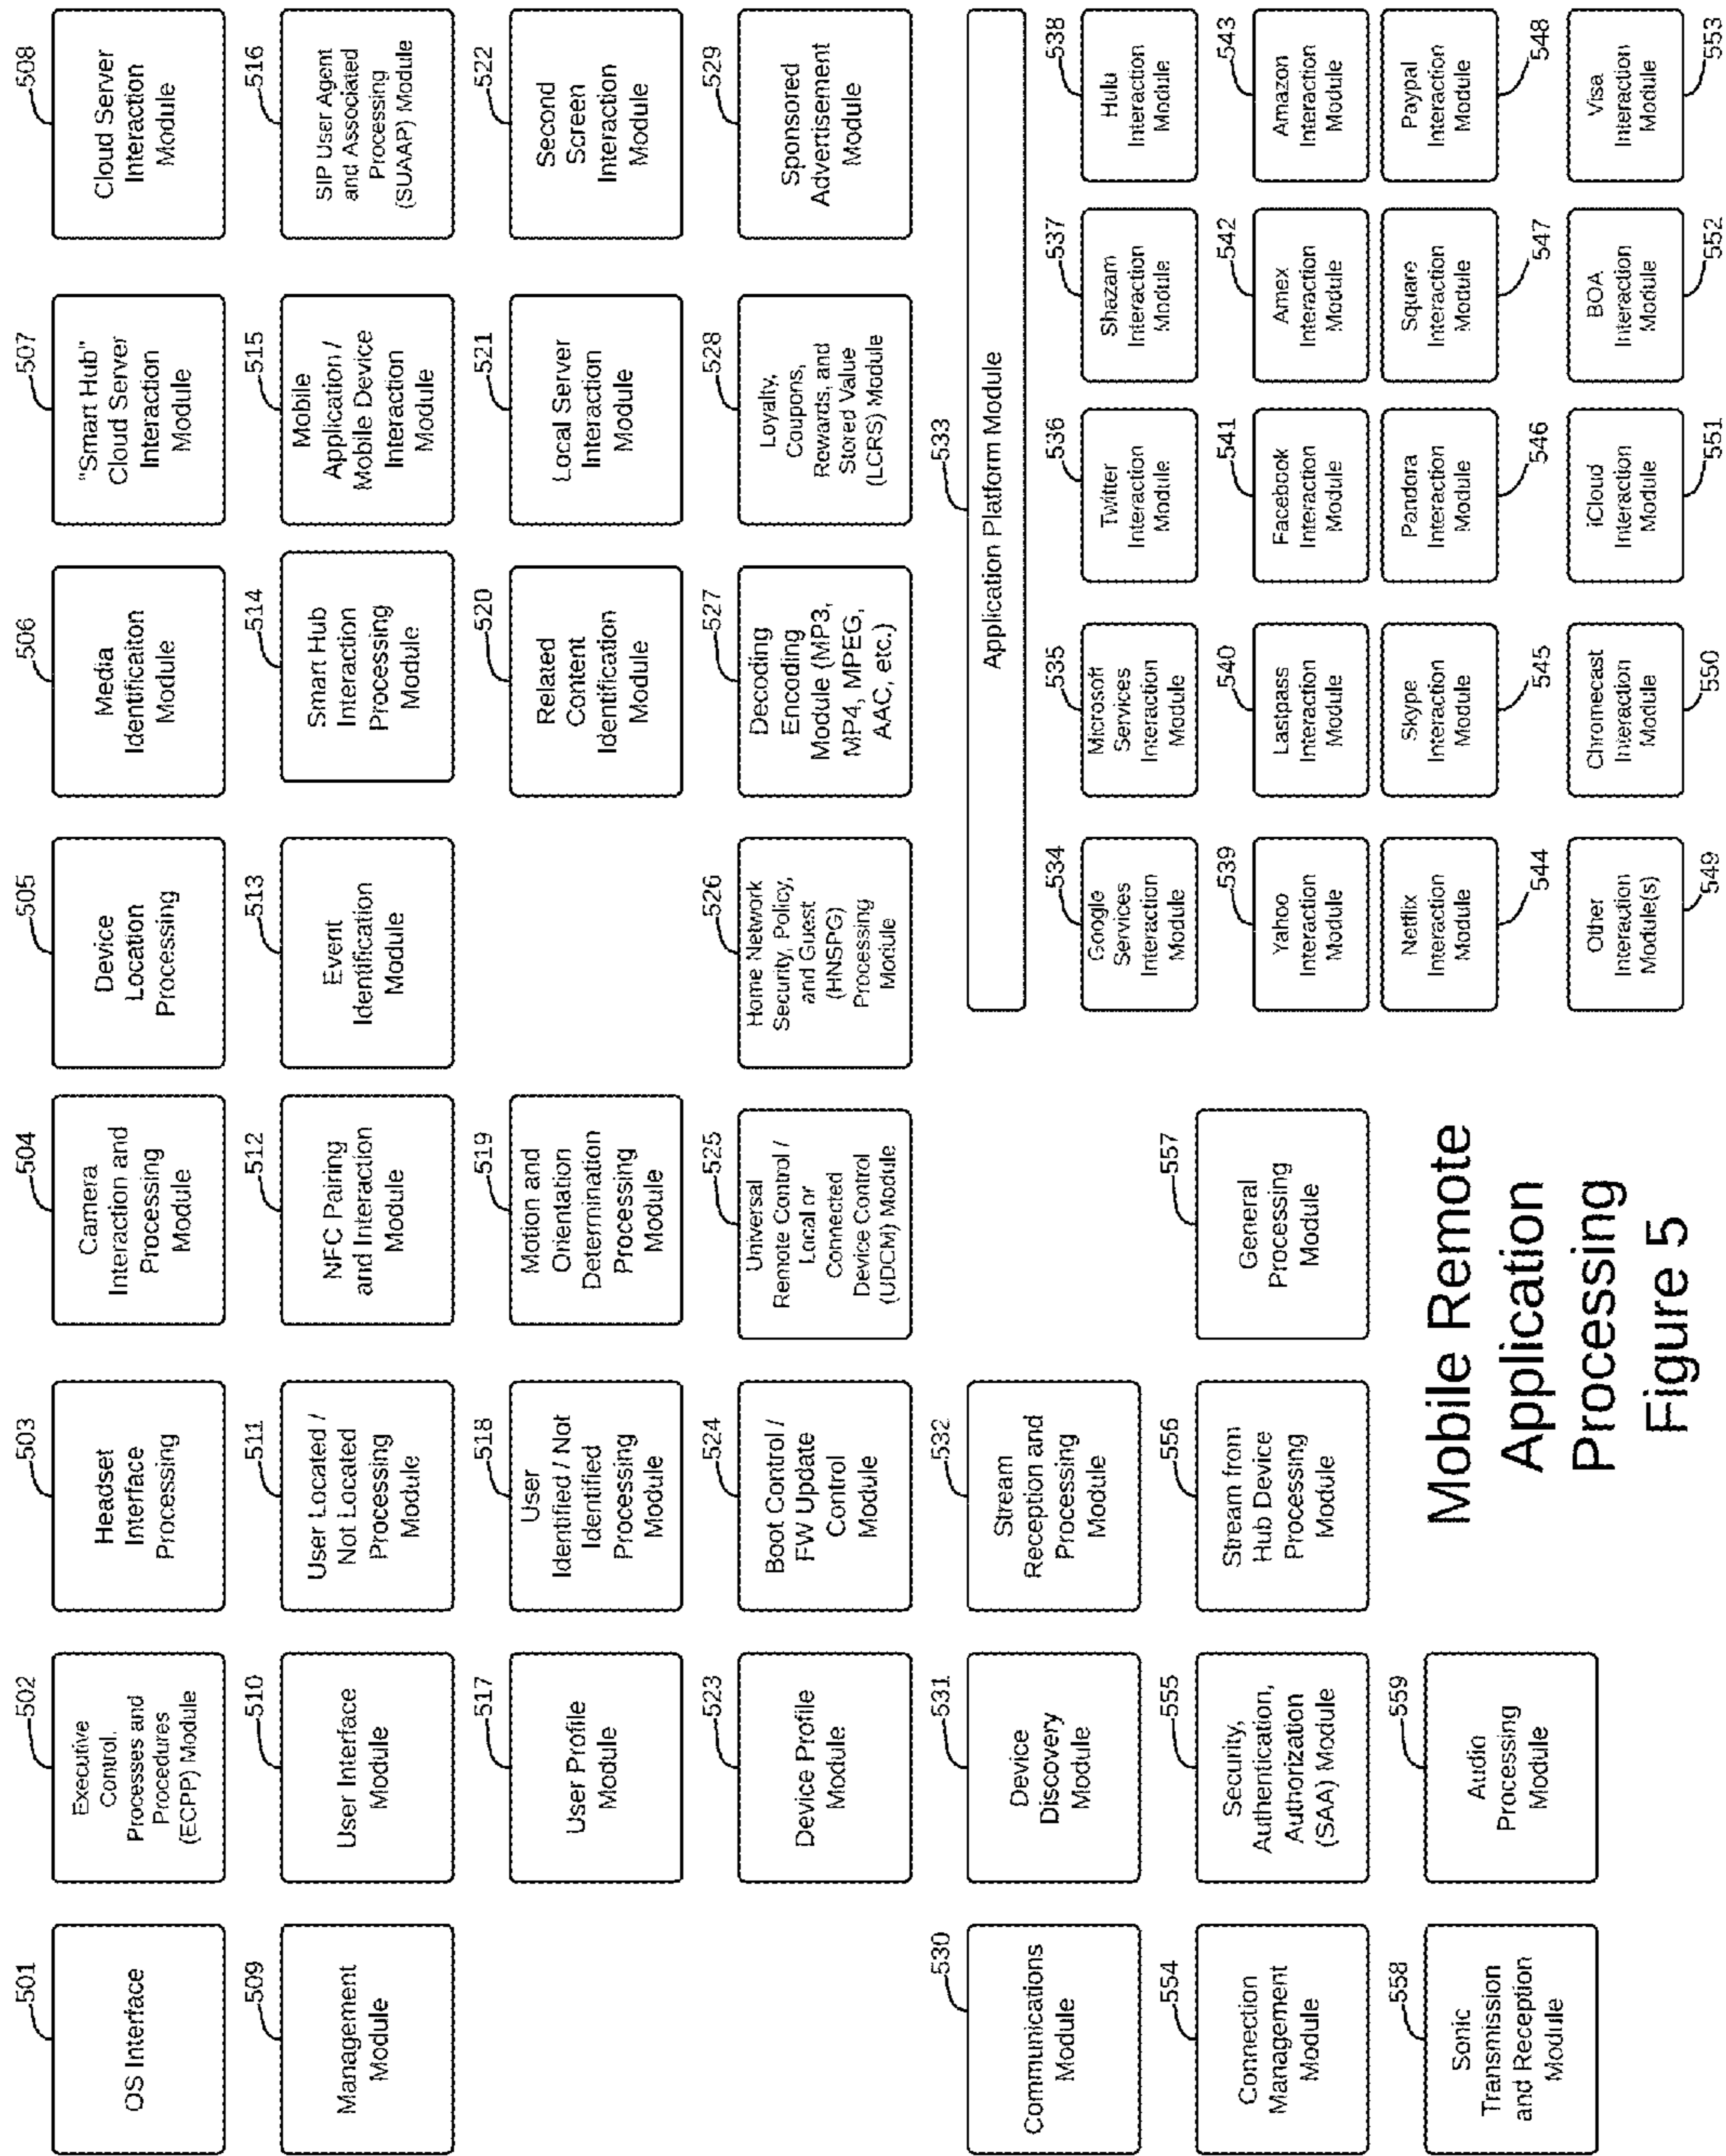 501
OS Interface
502
Executive
Control,
Processes and
Procedures
(ECPP) Module
503
Headset
Interface
Processing
504
Camera
Interaction and
Processing
Module
505
Device
Location
Processing
506
Media
Identificaiton
Module
507
"Smart Hub"
Cloud Server
Interaction
Module
508
Cloud Server
Interaction
Module
509
Management
Module
510
User Interface
Module
511
User Located /
Not Located
Processing
Module
512
NFC Pairing
and Interaction
Module
513
Event
Identification
Module
514
Smart Hub
Interaction
Processing
Module
515
Mobile
Application /
Mobile Device
Interaction
Module
516
SIP User Agent
and Associated
Processing
(SUAAP) Module
517
User Profile
Module
518
User
Identified / Not
Identified
Processing
Module
519
Motion and
Orientation
Determination
Processing
Module
520
Related
Content
Identification
Module
521
Local Server
Interaction
Module
522
Second
Screen
Interaction
Module
523
Device Profile
Module
524
Boot Control /
FW Update
Control
Module
525
Universal
Remote Control /
Local or
Connected
Device Control
(UDCM) Module
526
Home Network
Security, Policy,
and Guest
(HNSPG)
Processing
Module
527
Decoding
Encoding
Module (MP3,
MP4, MPEG,
AAC, etc.)
528
Loyalty,
Coupons,
Rewards, and
Stored Value
(LCRS) Module
529
Sponsored
Advertisement
Module
530
Communications
Module
531
Device
Discovery
Module
532
Stream
Reception and
Processing
Module
533
Application Platform Module
534
Google
Services
Interaction
Module
535
Microsoft
Services
Interaction
Module
536
Twitter
Interaction
Module
537
Shazam
Interaction
Module
538
Hulu
Interaction
Module
539
Yahoo
Interaction
Module
540
Lastpass
Interaction
Module
541
Facebook
Interaction
Module
542
Amex
Interaction
Module
543
Amazon
Interaction
Module
Netflix
Interaction
Module
544
Skype
Interaction
Module
545
Pandora
Interaction
Module
546
Square
Interaction
Module
547
Paypal
Interaction
Module
548
Other
Interaction
Module(s)
549
Chromecast
Interaction
Module
550
iCloud
Interaction
Module
551
BOA
Interaction
Module
552
Visa
Interaction
Module
553
554
Connection
Management
Module
555
Security,
Authentication,
Authorization
(SAA) Module
556
Stream from
Hub Device
Processing
Module
557
General
Processing
Module
558
Sonic
Transmission
and Reception
Module
559
Audio
Processing
Module
Mobile Remote
Application
Processing
Figure 5